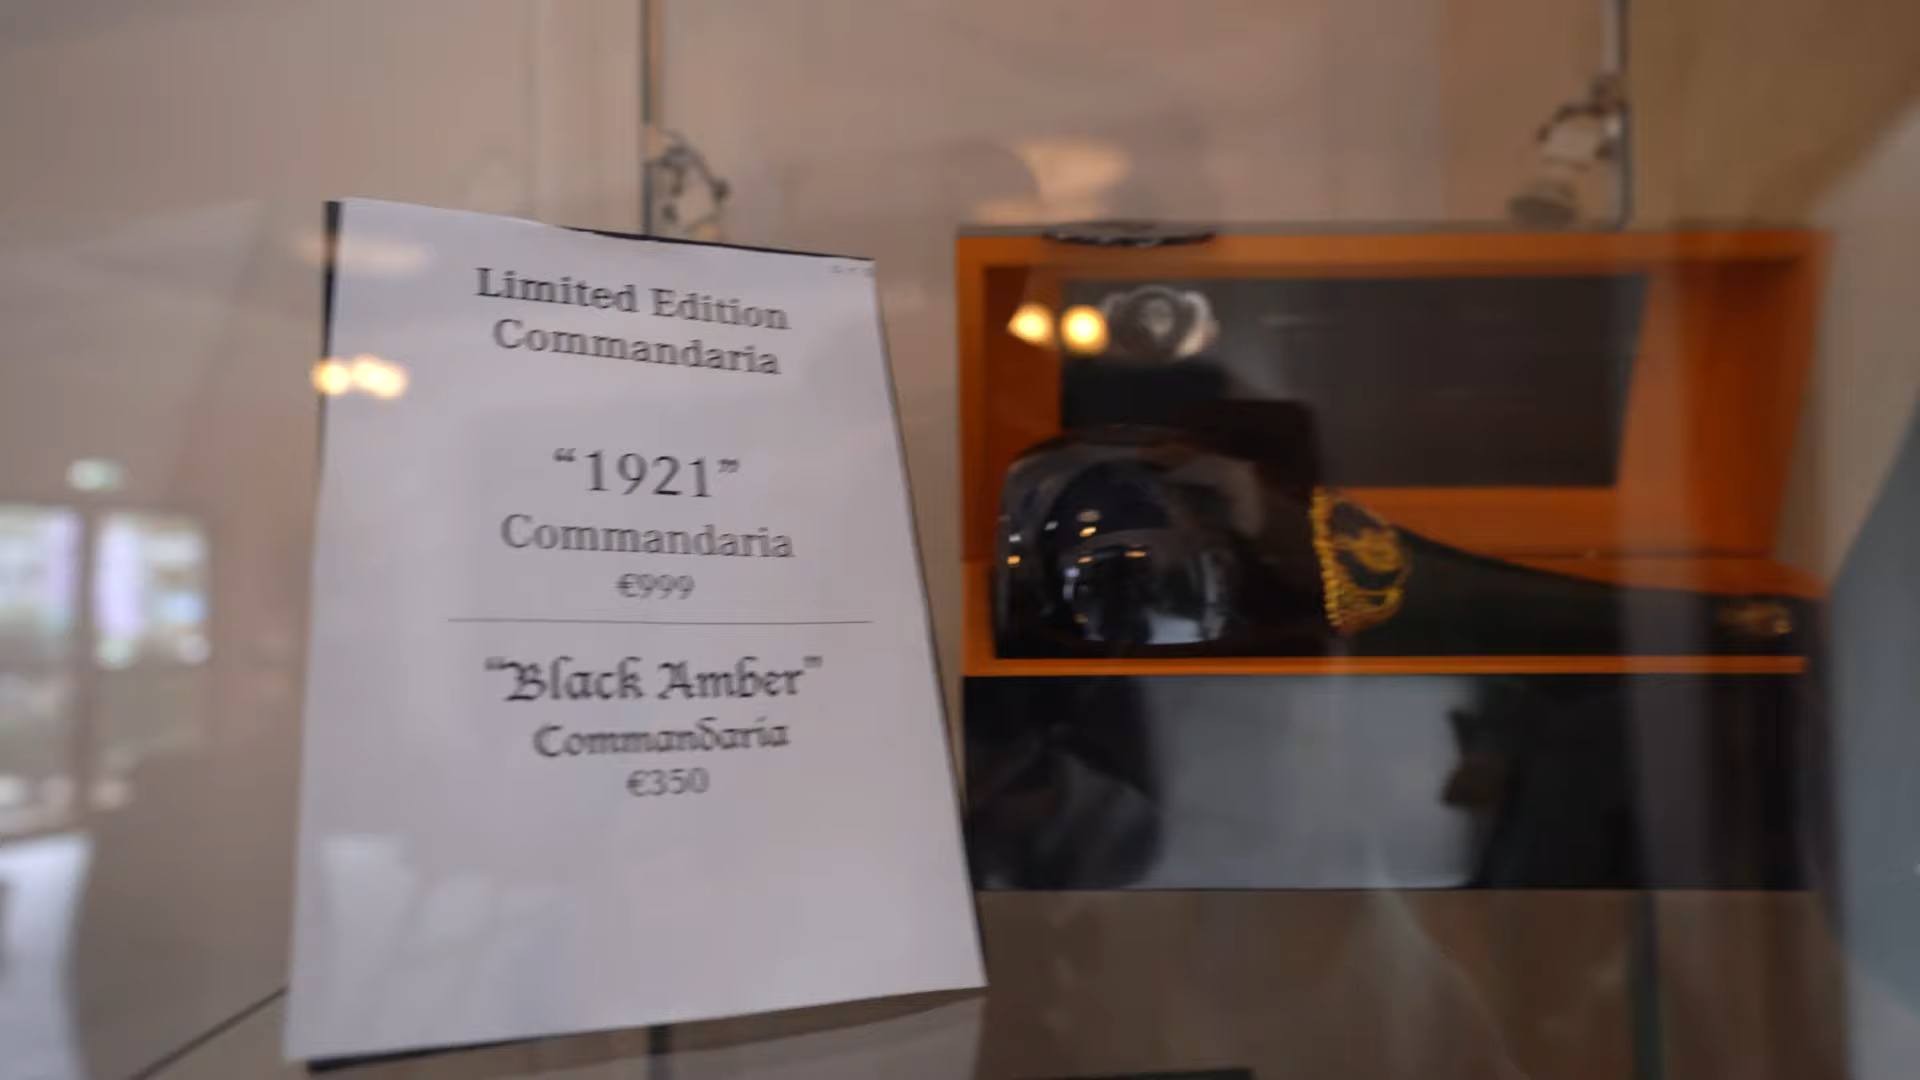 Limited Edition
Commandaria
“1921”
Commandaria
€999
“Black Amber”
Commandaria
€350